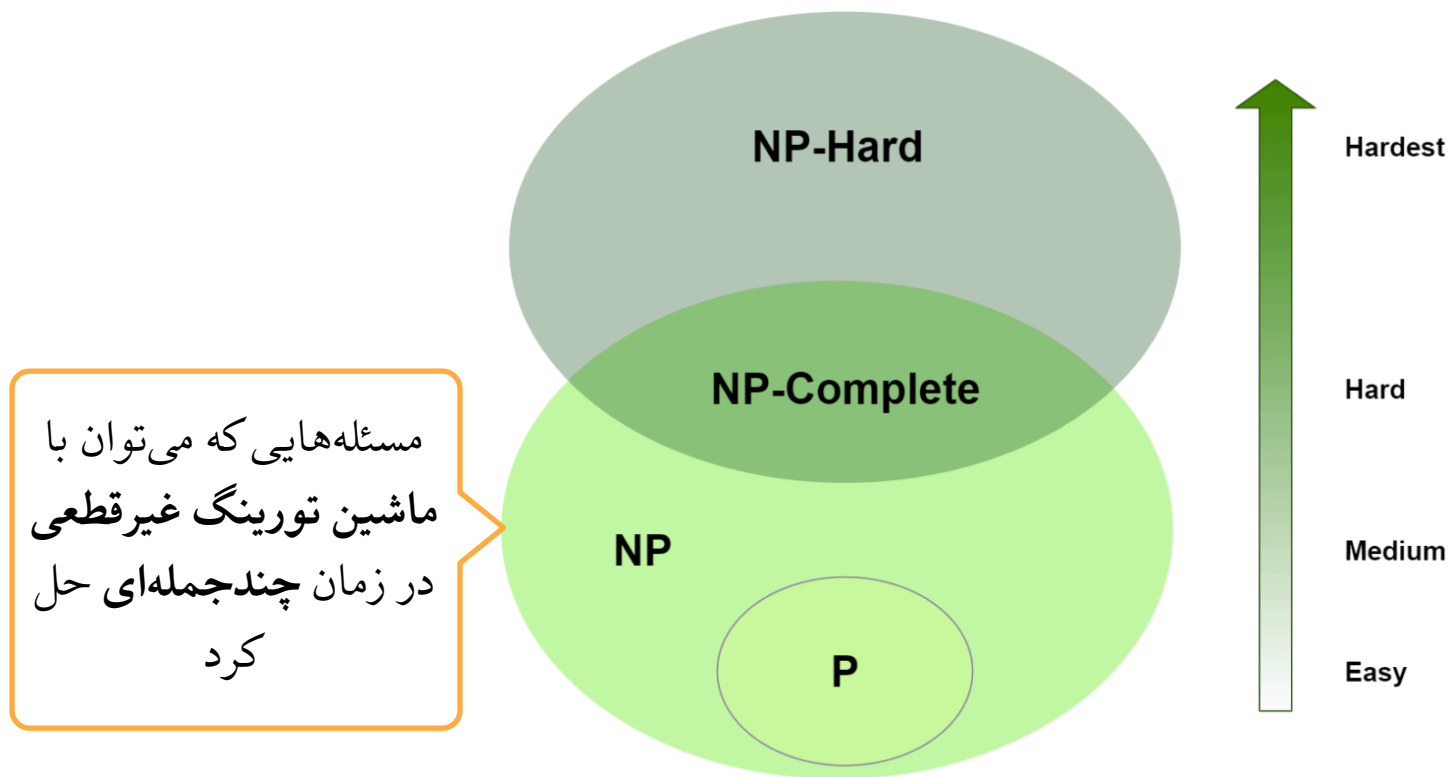 NP-Hard
Hardest
NP-Complete
Hard
مسئله‌هایی که می‌توان با
ماشین تورینگ غیرقطعی
در زمان چندجمله‌ای حل
کرد
NP
Medium
P
Easy